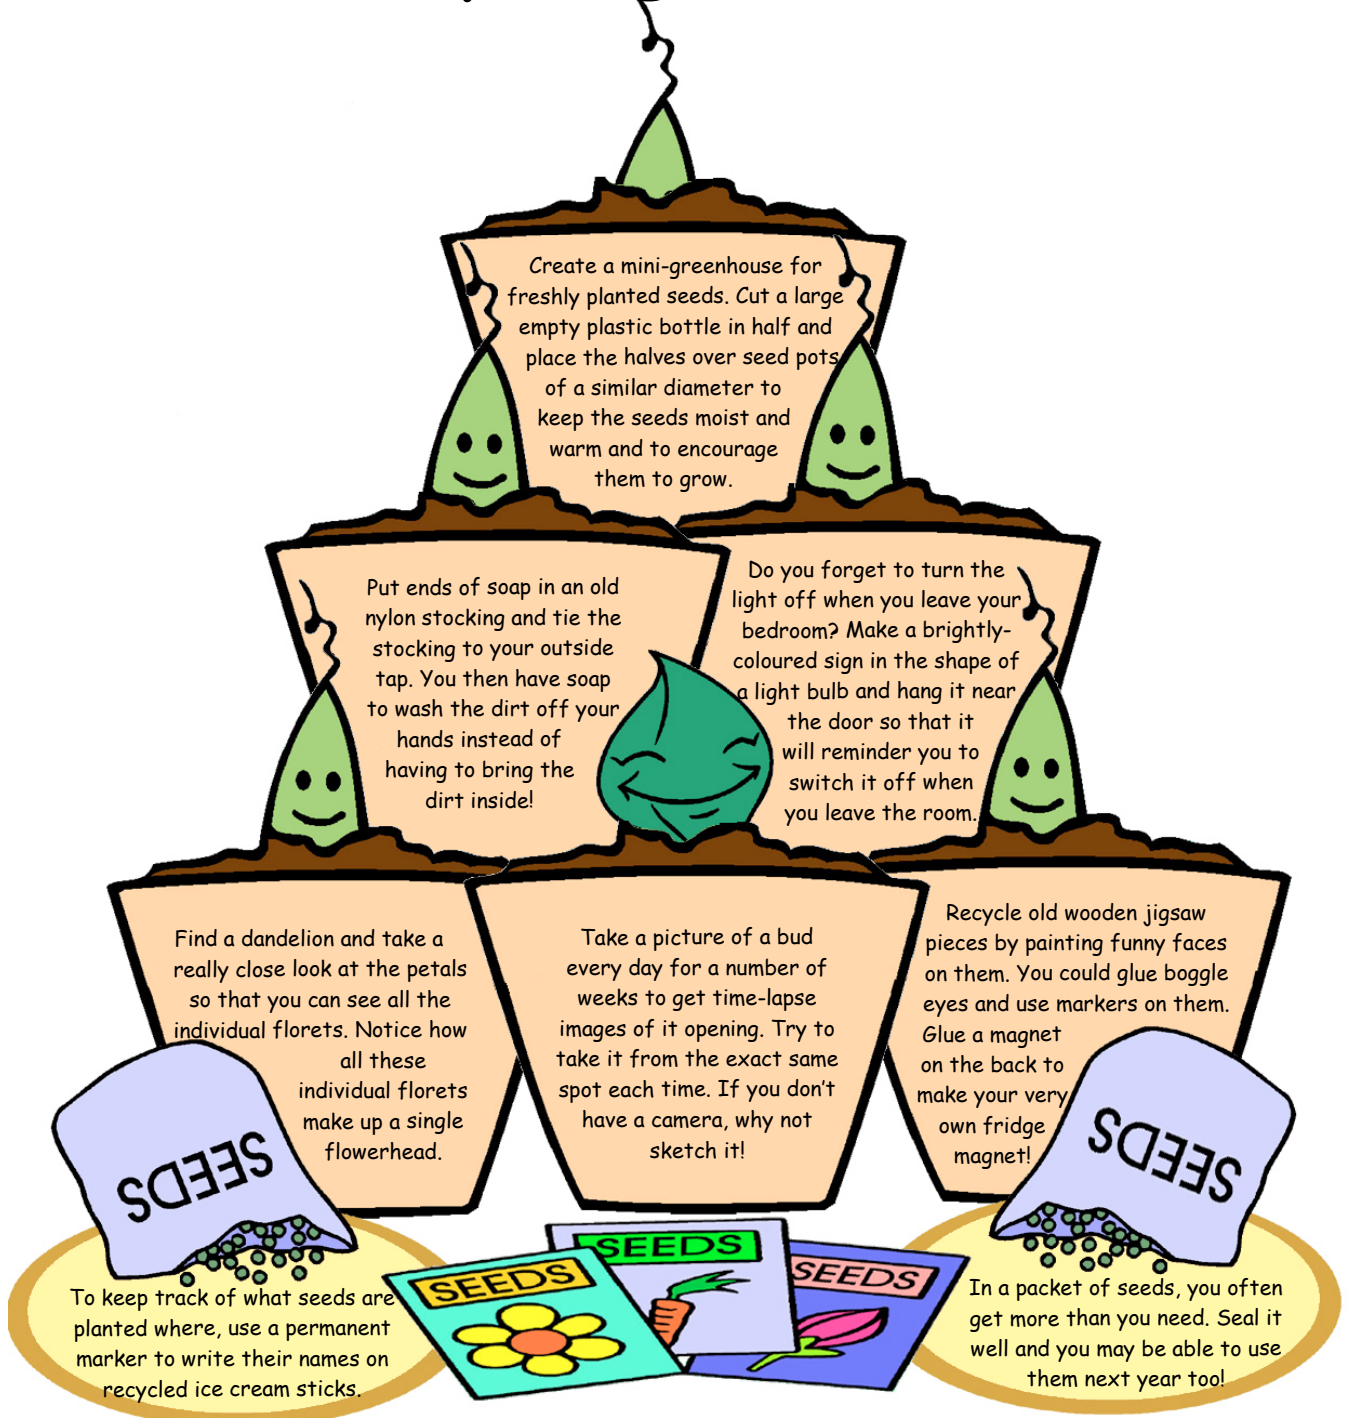 Create a mini-greenhouse for
freshly planted seeds. Cut a large
empty plastic bottle in half and
place the halves over seed pots
of a similar diameter to
keep the seeds moist and
warm and to encourage
them to grow.
Put ends of soap in an old
nylon stocking and tie the
stocking to your outside
tap. You then have soap
to wash the dirt off your
hands instead of
having to bring the
dirt inside!
Do you forget to turn the
light off when you leave your
bedroom? Make a brightly-
coloured sign in the shape of
a light bulb and hang it near
the door so that it
will reminder you to
switch it off when
you leave the room.
Find a dandelion and take a
really close look at the petals
so that you can see all the
individual florets. Notice how
all these
individual florets
make up a single
flowerhead.
Take a picture of a bud
every day for a number of
weeks to get time-lapse
images of it opening. Try to
take it from the exact same
spot each time. If you don't
have a camera, why not
sketch it!
Recycle old wooden jigsaw
pieces by painting funny faces
on them. You could glue boggle
eyes and use markers on them.
Glue a magnet
on the back to
make your very
own fridge
magnet!
SEEDS
SEEDS
SEEDS
SEEDS
SEEDS
To keep track of what seeds are
planted where, use a permanent
marker to write their names on
recycled ice cream sticks.
In a packet of seeds, you often
get more than you need. Seal it
well and you may be able to use
them next year too!